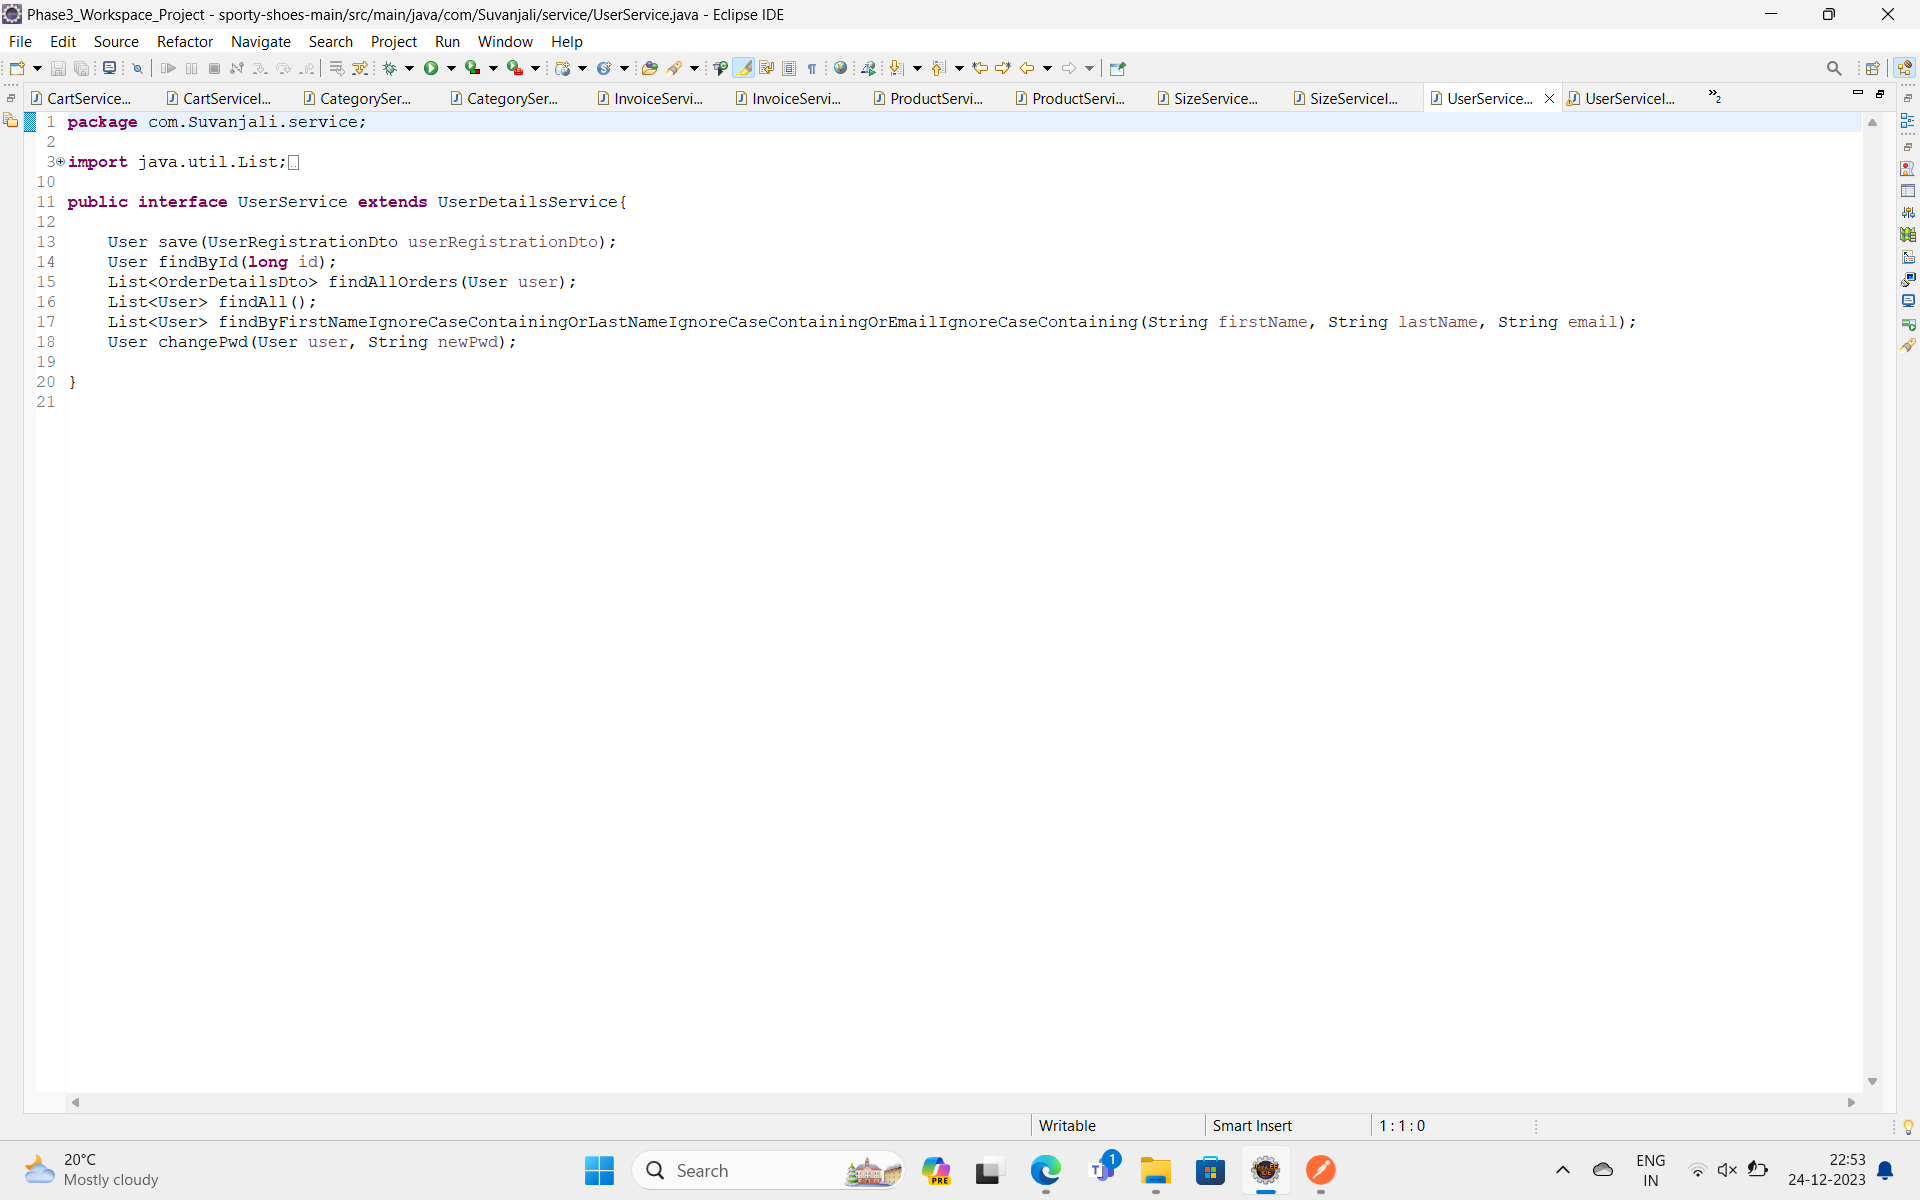 Phase3_Workspace_Project - sporty-shoes-main/src/main/java/com/Suvanjali/service/UserService.java - Eclipse IDE
File Edit Source Refactor Navigate Search Project Run Window Help
CartService... CartServiceI... CategorySer... CategorySer... InvoiceServi... InvoiceServi... ProductServi... ProductServi... SizeService... SizeServiceI... UserService... UserServiceI... »2
1 package com.Suvanjali.service;
2
3 import java.util.List;
10
11 public interface UserService extends UserDetailsService{
12
13 User save(UserRegistrationDto userRegistrationDto);
14 User findById(long id);
15 List<OrderDetailsDto> findAllOrders(User user);
16 List<User> findAll();
17 List<User> findByFirstNameIgnoreCaseContainingOrLastNameIgnoreCaseContainingOrEmailIgnoreCaseContaining(String firstName, String lastName, String email);
18 User changePwd(User user, String newPwd);
19
20 }
21
Writable Smart Insert 1 : 1 : 0
20°C
Mostly cloudy
Search
PRE
1
ENG
IN
22:53
24-12-2023